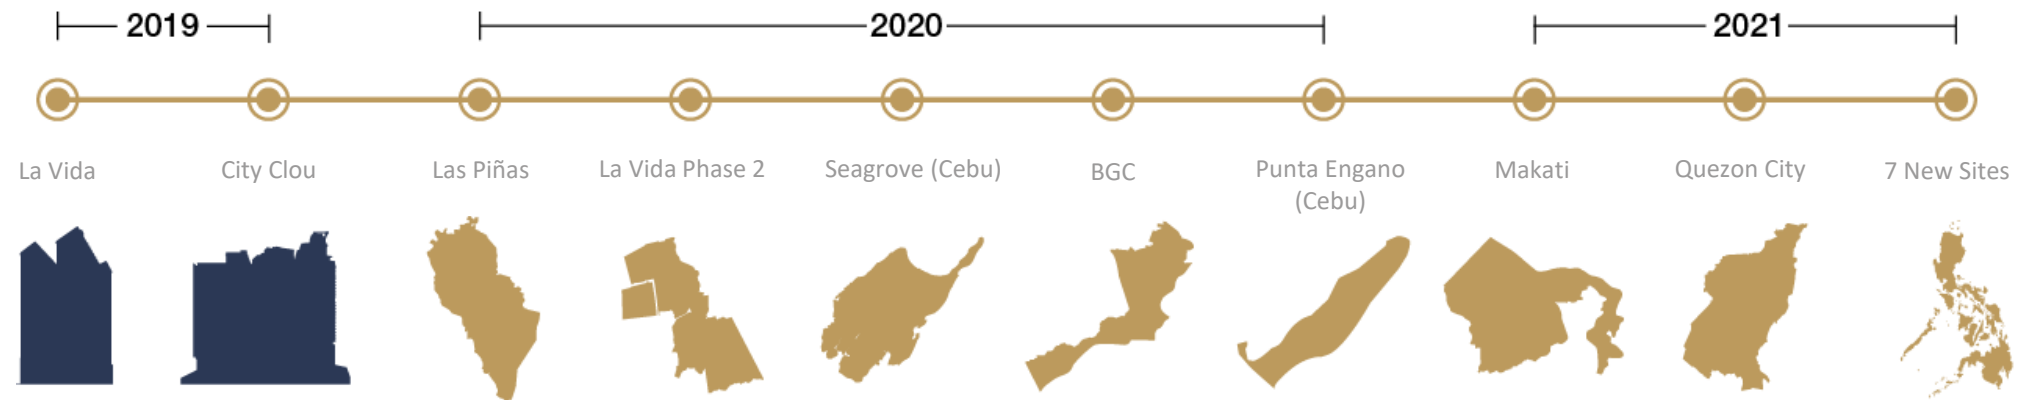 2019
2020
2021
La Vida
City Clou
Las Piñas
La Vida Phase 2
Seagrove (Cebu)
BGC
Punta Engano
(Cebu)
Makati
Quezon City
7 New Sites